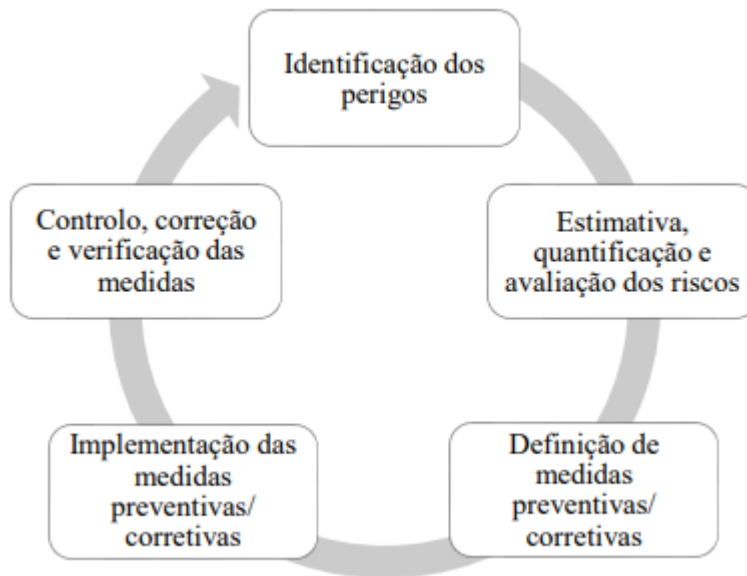 Identificação dos
perigos
Estimativa,
quantificação e
avaliação dos riscos
Definição de
medidas
preventivas/
corretivas
Implementação das
medidas
preventivas/
corretivas
Controlo, correção
e verificação das
medidas